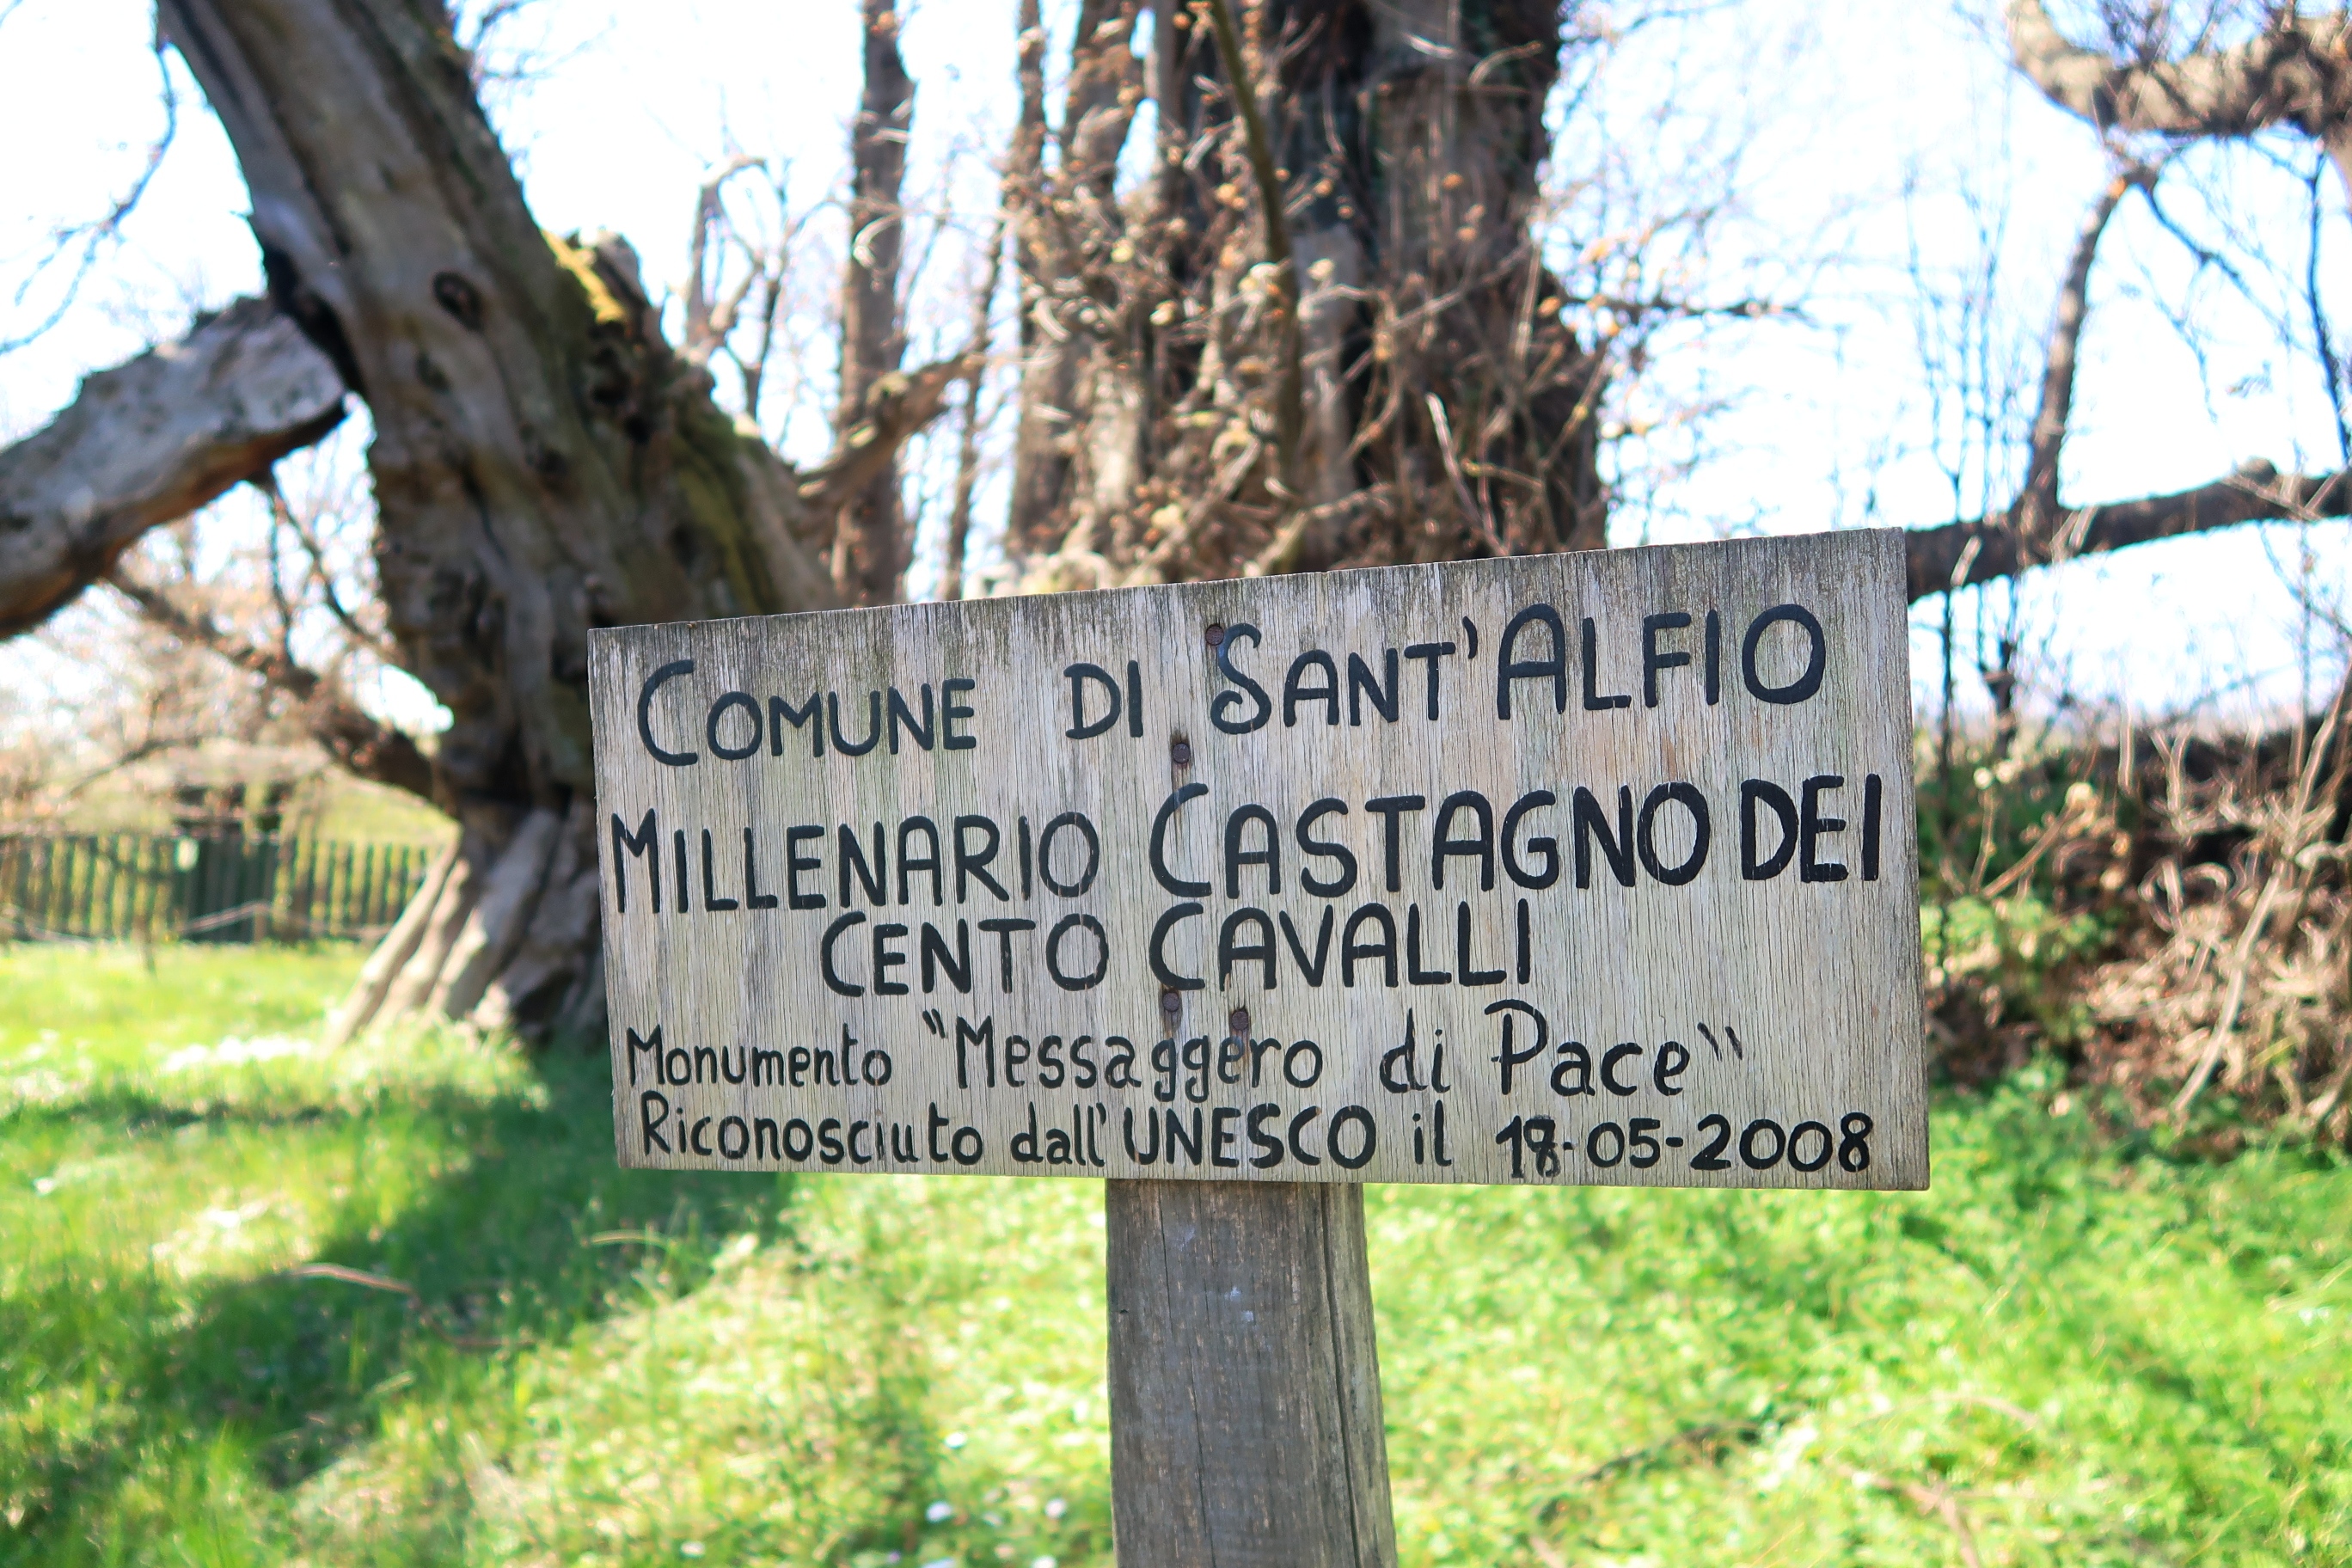 COMUNE DI SANT'ALFIO
MILLENARIO CASTAGNO DEI
CENTO CAVALLI
Monumento "Messaggero di Pace"
Riconosciuto dall'UNESCO il 18-05-2008